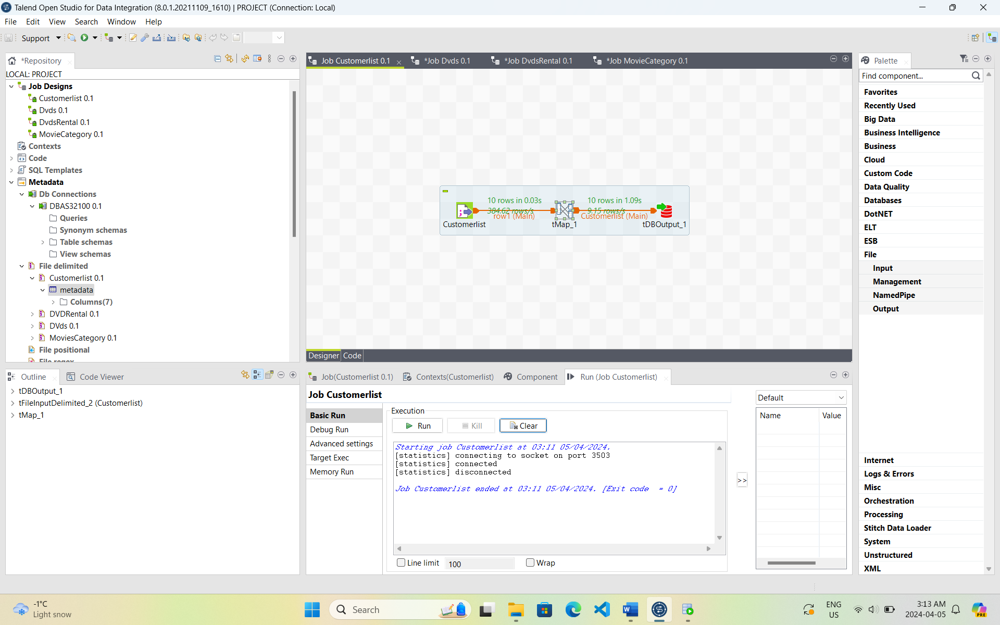 Talend Open Studio for Data Integration (8.0.1.20211109_1610) | PROJECT (Connection: Local)
File Edit View Search Window Help
Support
*Repository
LOCAL: PROJECT
Job Designs
Customerlist 0.1
Dvds 0.1
DvdsRental 0.1
MovieCategory 0.1
Contexts
Code
SQL Templates
Metadata
Db Connections
DBAS32100 0.1
Queries
Synonym schemas
Table schemas
View schemas
File delimited
Customerlist 0.1
metadata
Columns(7)
DVDRental 0.1
DVds 0.1
MoviesCategory 0.1
File positional
File regex
Job Customerlist 0.1 *Job Dvds 0.1 *Job DvdsRental 0.1 *Job MovieCategory 0.1
10 rows in 0.03s 10 rows in 1.09s
384.62 rows/s 9.15 rows/s
row1 (Main) Customerlist (Main)
Customerlist tMap_1 tDBOutput_1
Designer Code
Palette
Find component...
Favorites
Recently Used
Big Data
Business Intelligence
Business
Cloud
Custom Code
Data Quality
Databases
DotNET
ELT
ESB
File
Input
Management
NamedPipe
Output
Internet
Logs & Errors
Misc
Orchestration
Processing
Stitch Data Loader
System
Unstructured
XML
Outline Code Viewer
tDBOutput_1
tFileInputDelimited_2 (Customerlist)
tMap_1
Job(Customerlist 0.1) Contexts(Customerlist) Component Run (Job Customerlist)
Job Customerlist
Basic Run
Debug Run
Advanced settings
Target Exec
Memory Run
Execution
Run Kill Clear
Starting job Customerlist at 03:11 05/04/2024.
[statistics] connecting to socket on port 3503
[statistics] connected
[statistics] disconnected
Job Customerlist ended at 03:11 05/04/2024. [Exit code  = 0]
Line limit 100 Wrap
>>
Default
Name Value
-1°C
Light snow
Search
ENG
US
3:13 AM
2024-04-05
PRE